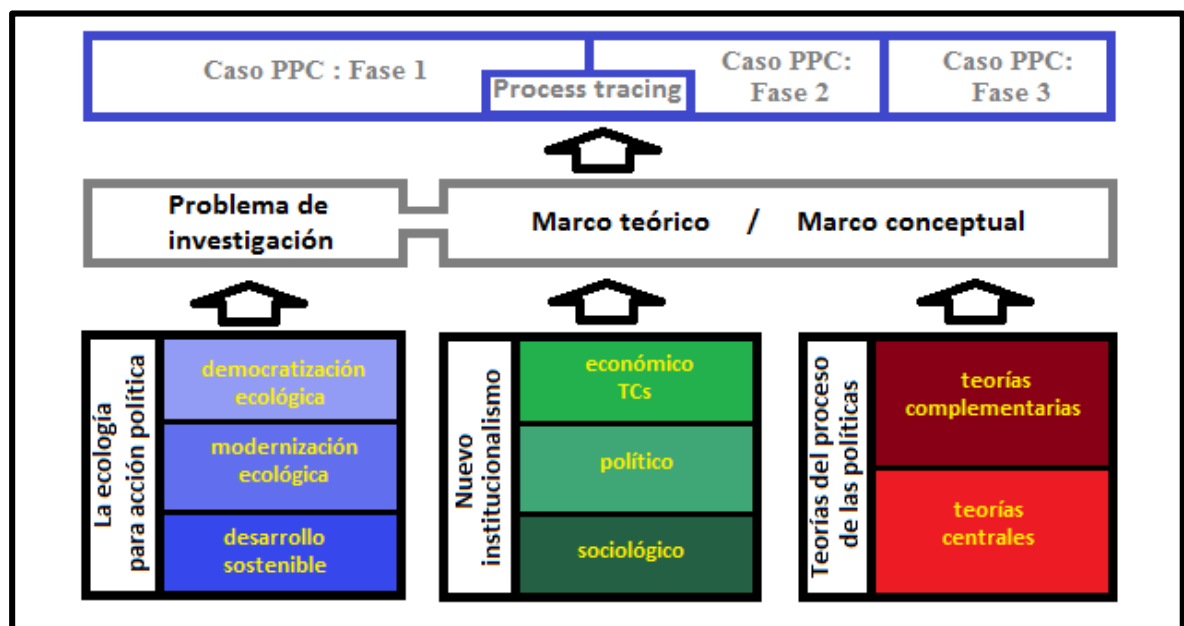 Caso PPC : Fase 1
Process tracing
Caso PPC:
Fase 2
Caso PPC:
Fase 3
Problema de
investigación
Marco teórico / Marco conceptual
La ecología
para acción política
democratización
ecológica
modernización
ecológica
desarrollo
sostenible
Nuevo
institucionalismo
económico
TCs
político
sociológico
Teorías del proceso
de las políticas
teorías
complementarias
teorías
centrales